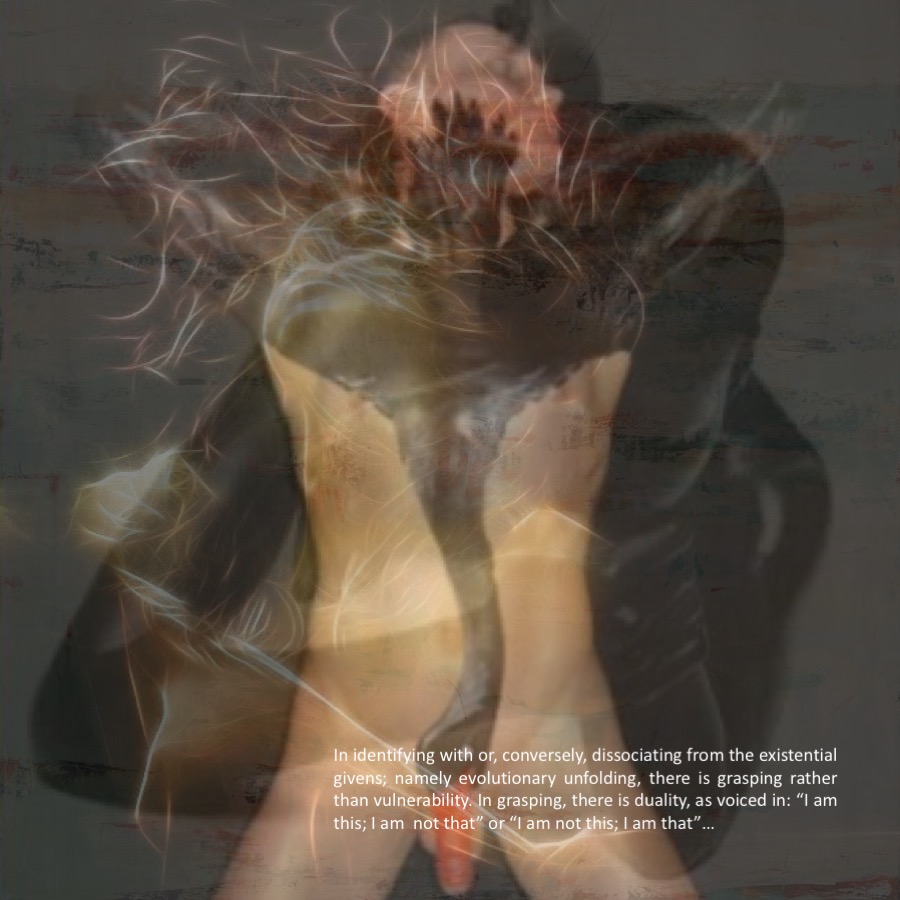 In identifying with or, conversely, dissociating from the existential
givens; namely evolutionary unfolding, there is grasping rather
than vulnerability. In grasping, there is duality, as voiced in: “I am
this; I am not that” or “I am not this; I am that”...